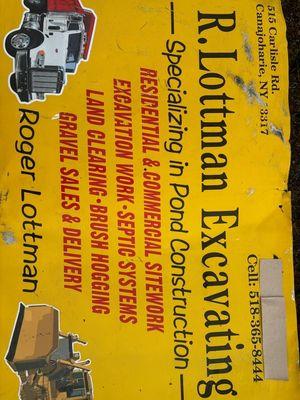 515 Carlisle Rd.
Canajoharie, NY 3317
R. Lottman Excavating
Cell: 518-365-8444
Specializing in Pond Construction
RESIDENTIAL & COMMERCIAL SITEWORK
EXCAVATION WORK • SEPTIC SYSTEMS
LAND CLEARING • BRUSH HOGGING
GRAVEL SALES & DELIVERY
Roger Lottman